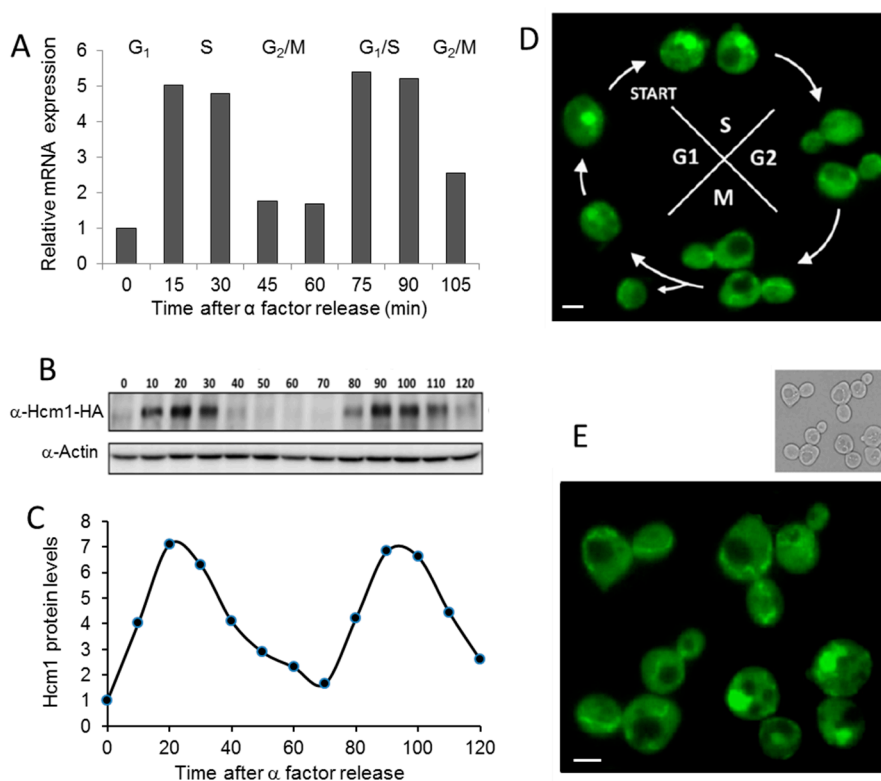 A
G1 S G2/M G1/S G2/M
Relative mRNA expression
6
5
4
3
2
1
0
0 15 30 45 60 75 90 105
Time after α factor release (min)
B
0 10 20 30 40 50 60 70 80 90 100 110 120
α-Hcm1-HA
α-Actin
C
Hcm1 protein levels
8
7
6
5
4
3
2
1
0
0 20 40 60 80 100 120
Time after α factor release
D
START
S
G1 G2
M
E